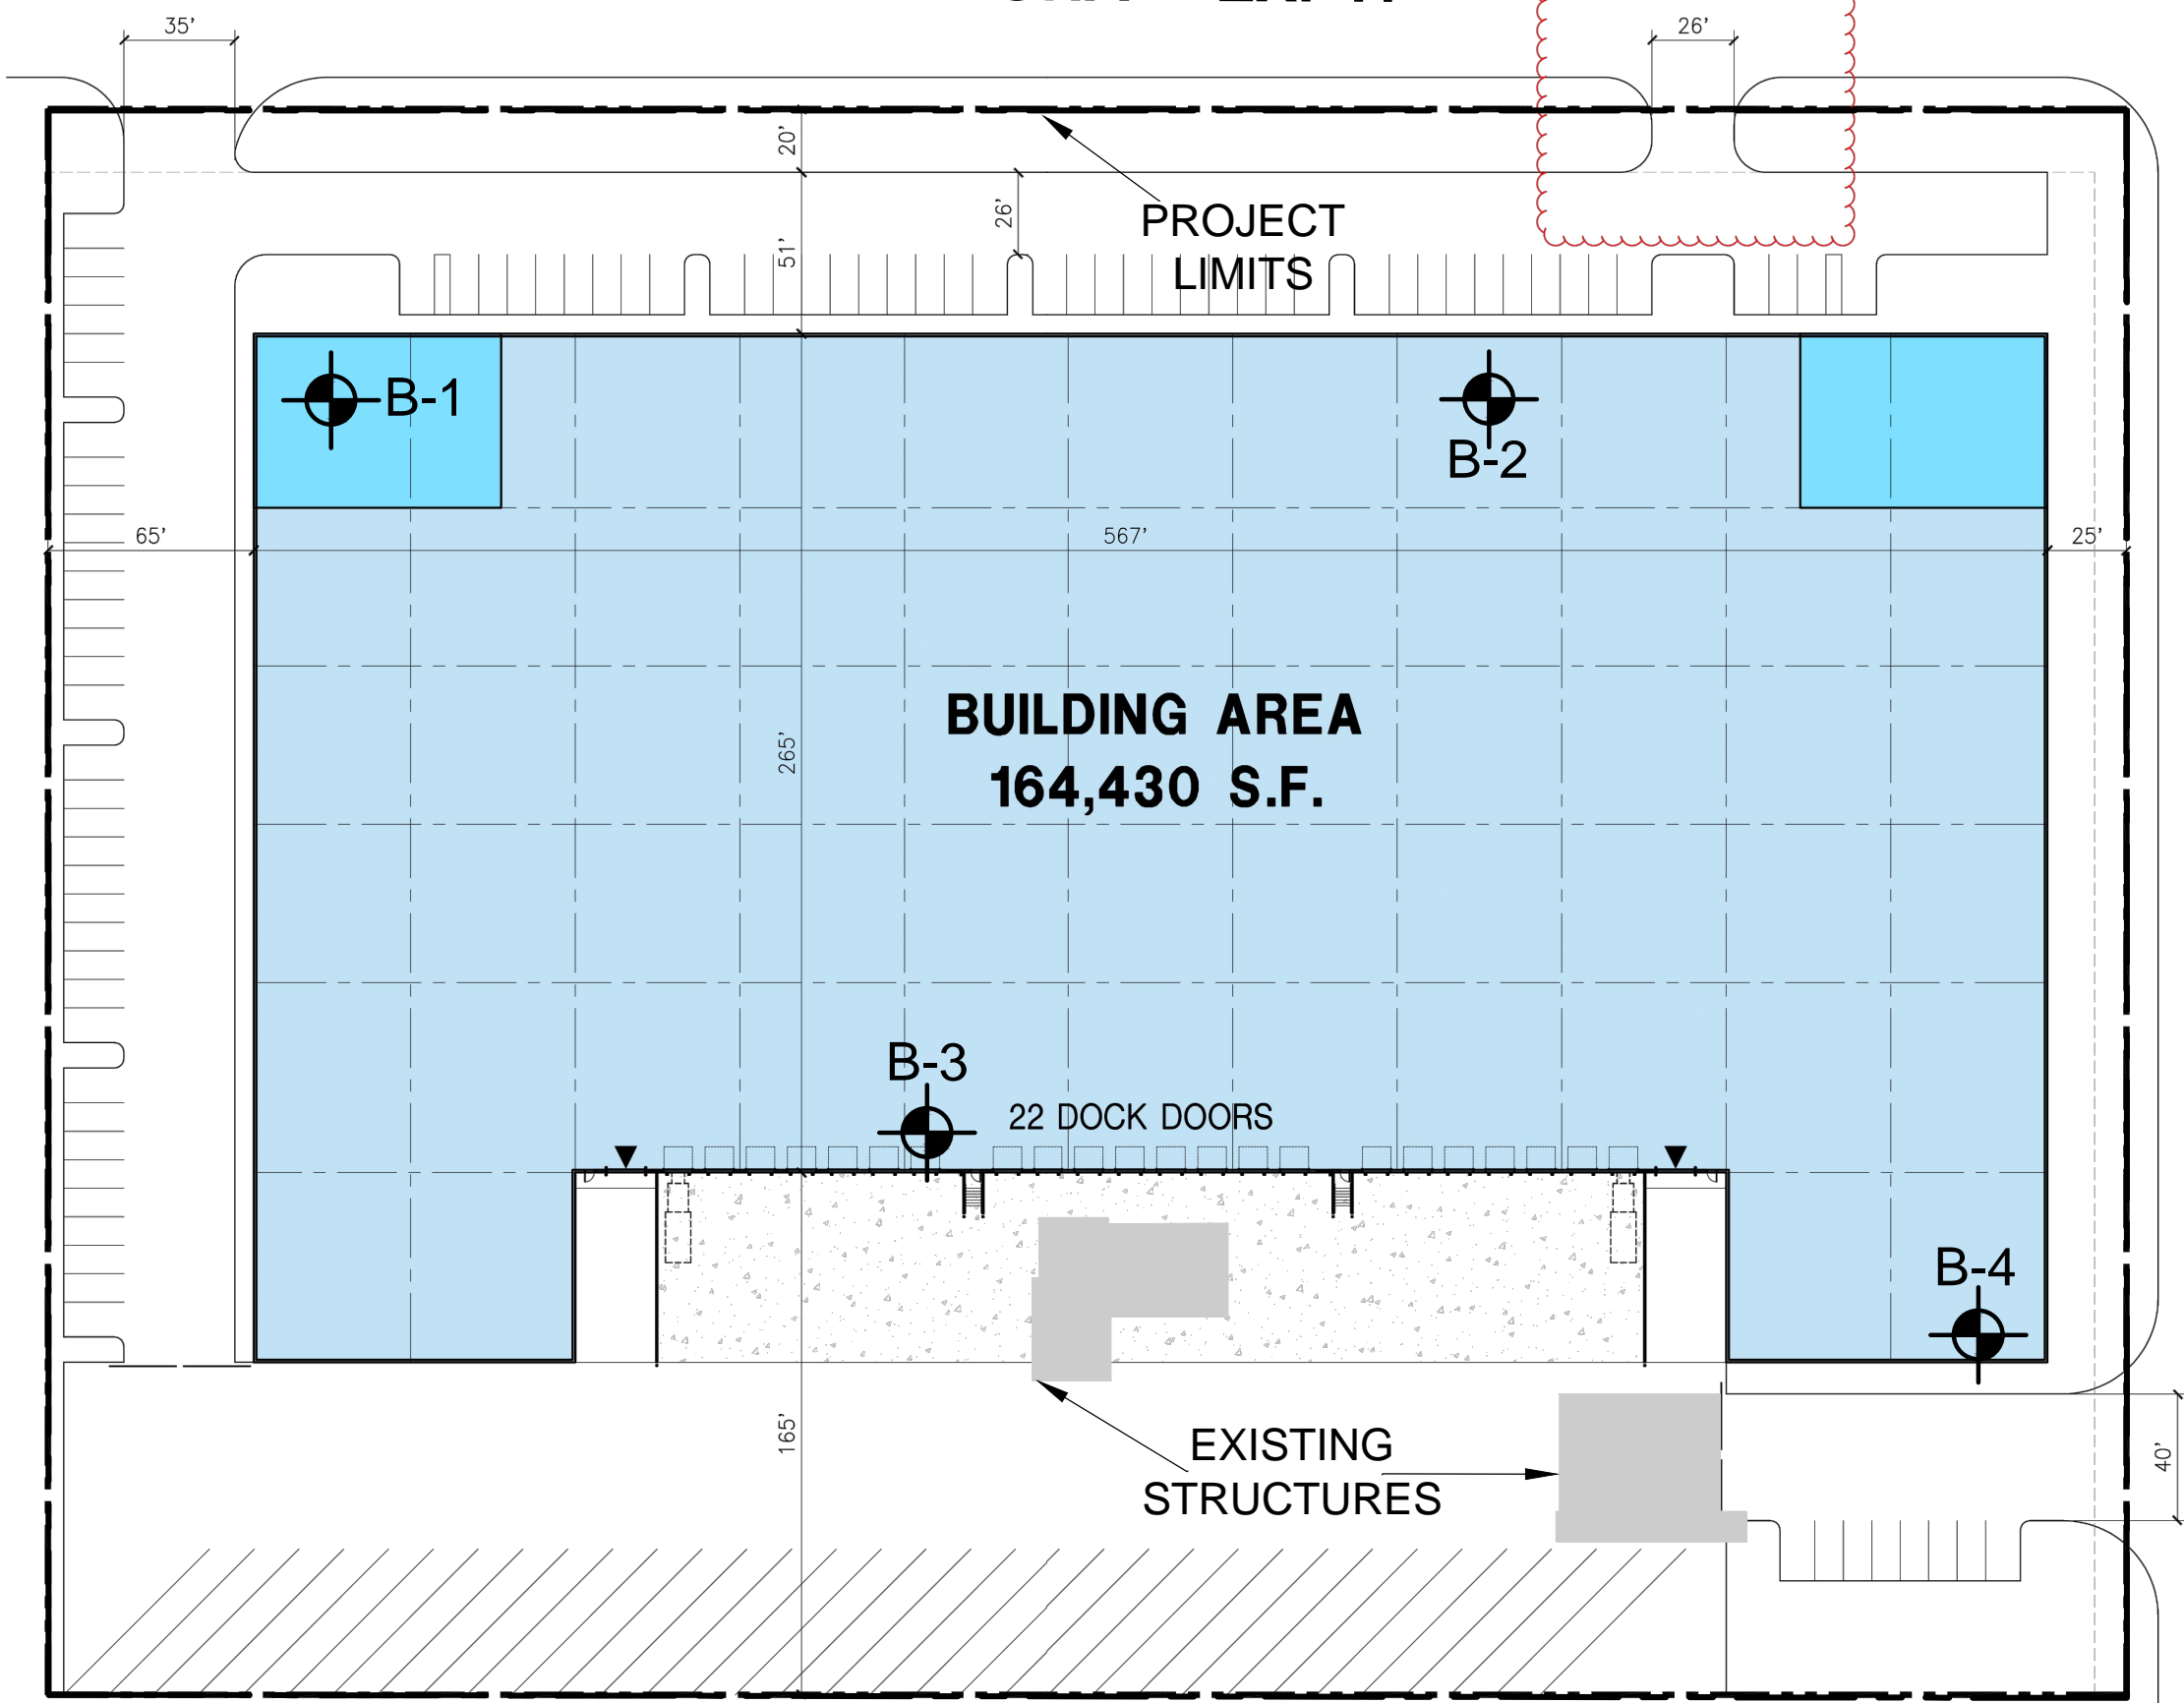 35'
26'
20'
26'
51'
PROJECT
LIMITS
B-1
B-2
65'
567'
25'
BUILDING AREA
265'
164,430 S.F.
B-3
22 DOCK DOORS
B-4
165'
EXISTING
STRUCTURES
40'